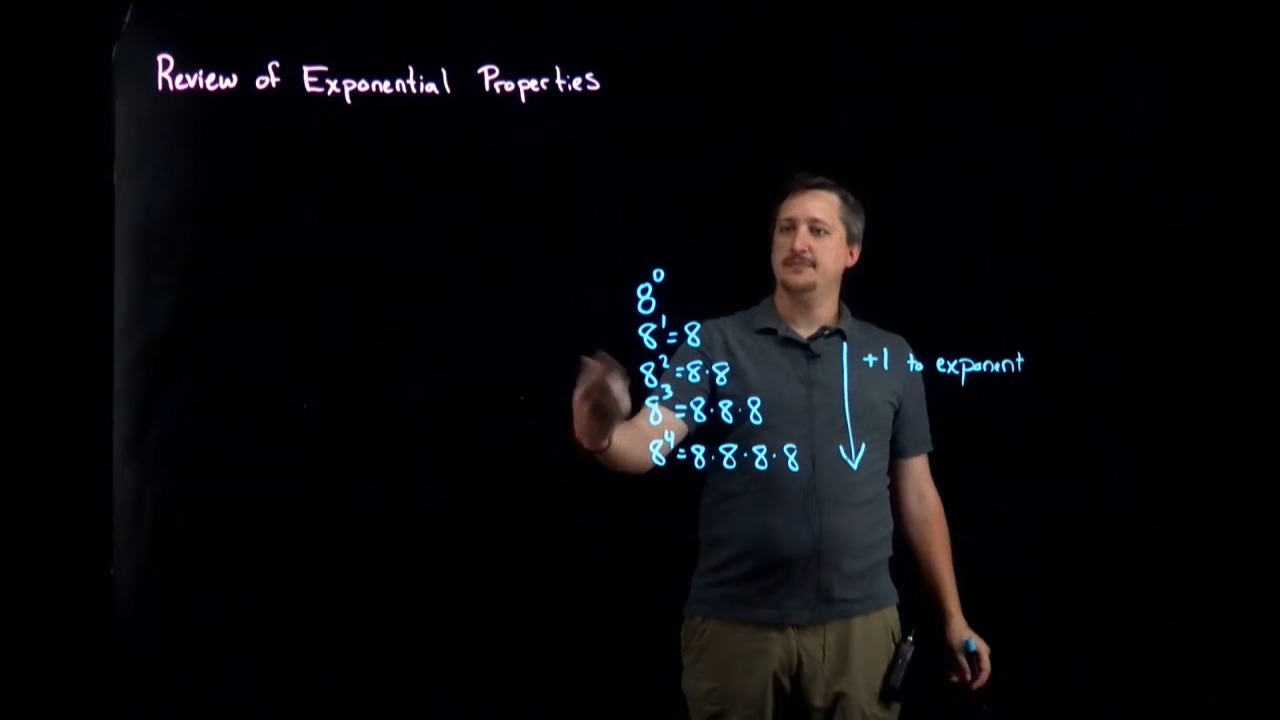 Review of Exponential Properties
8⁰
8¹=8
8²=8·8
8³=8·8·8
8⁴=8·8·8·8
+1 to exponent